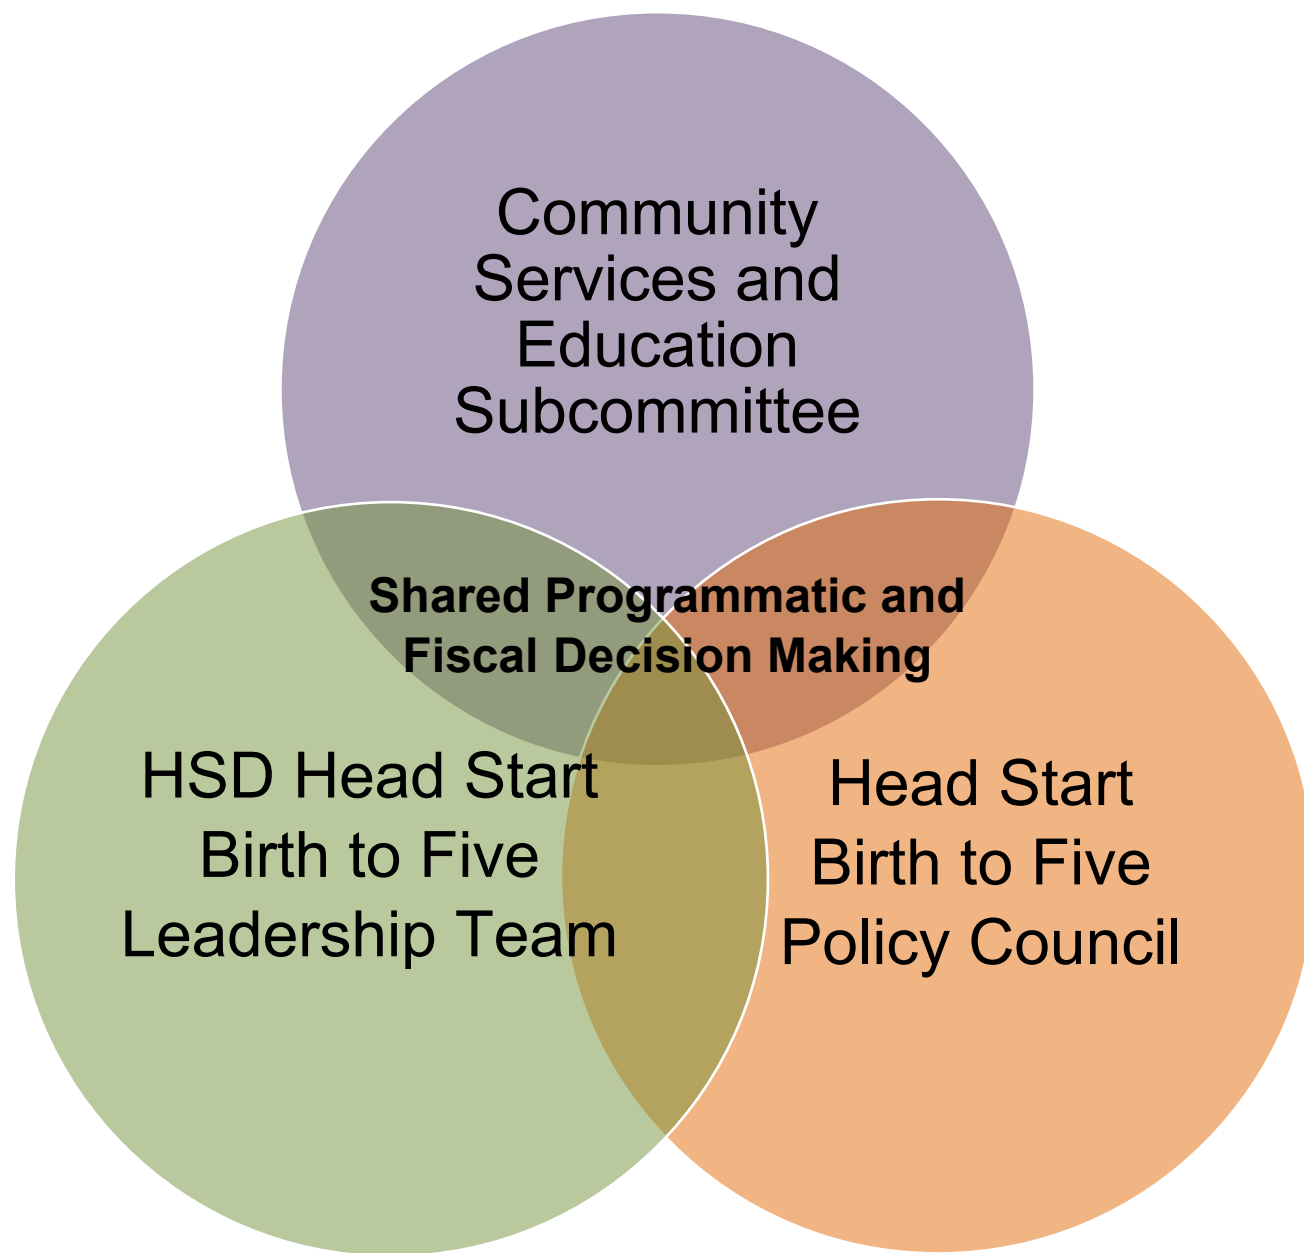 Community
Services and
Education
Subcommittee
Shared Programmatic and
Fiscal Decision Making
HSD Head Start
Birth to Five
Leadership Team
Head Start
Birth to Five
Policy Council